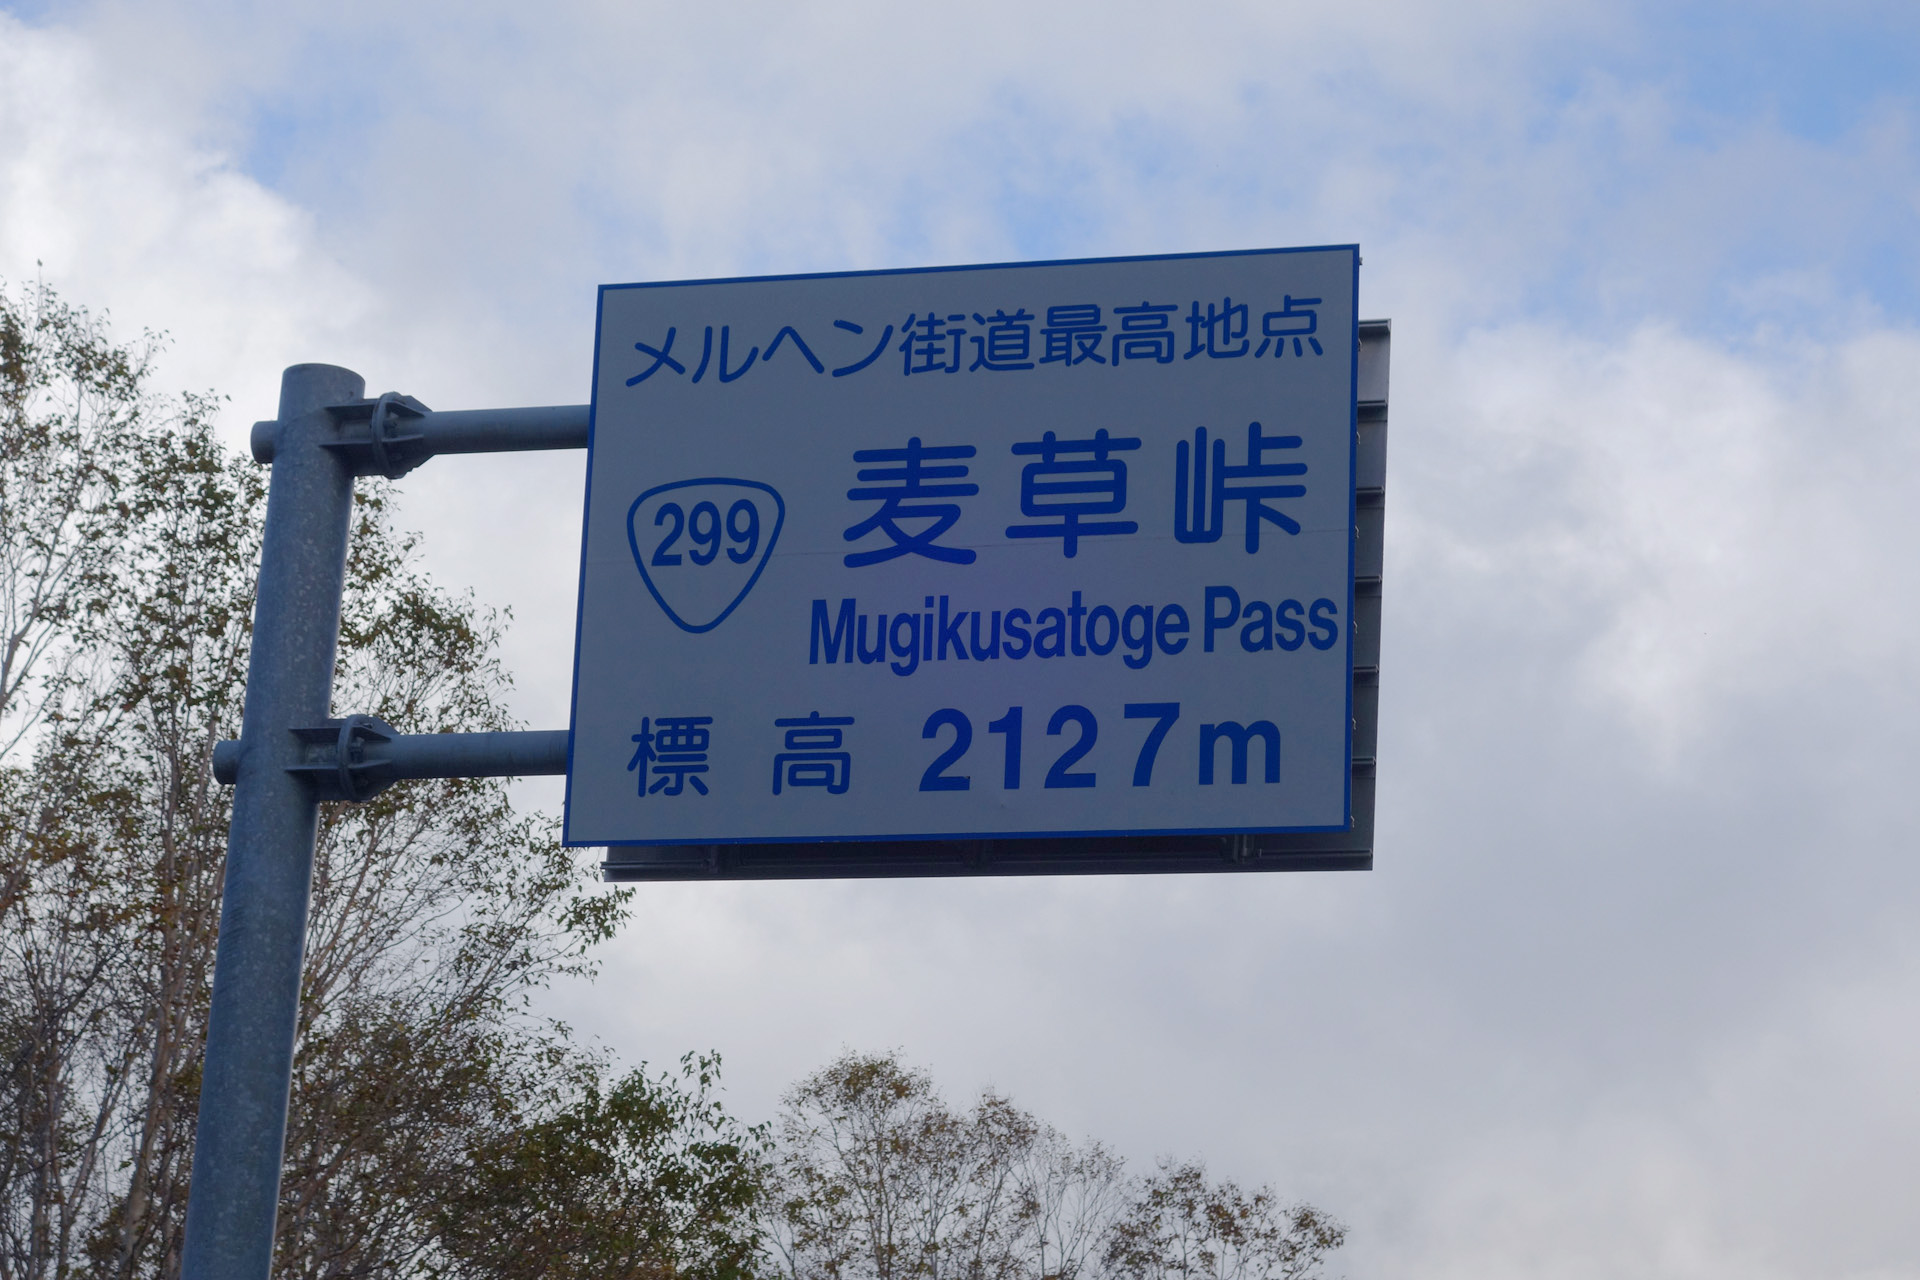 メルヘン街道最高地点
麦草峠
299
Mugikusatoge Pass
標高 2127m